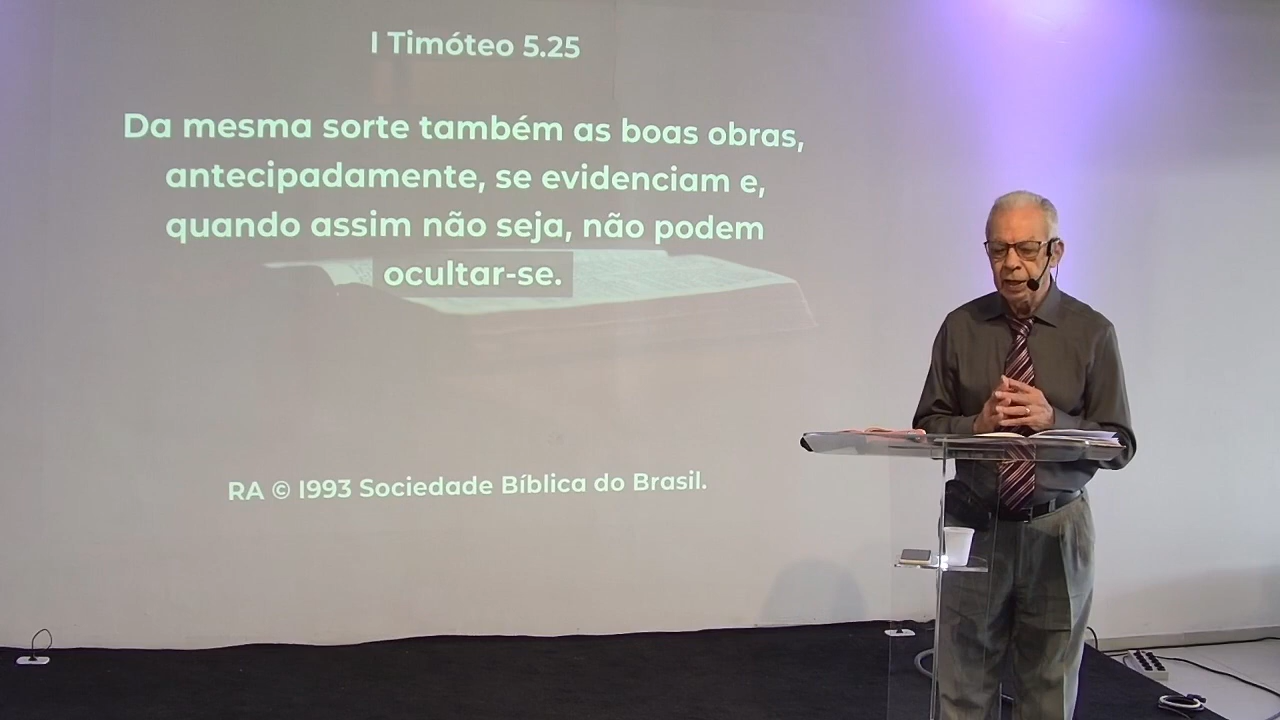 I Timóteo 5.25
Da mesma sorte também as boas obras,
antecipadamente, se evidenciam e,
quando assim não seja, não podem
ocultar-se.
RA © 1993 Sociedade Bíblica do Brasil.